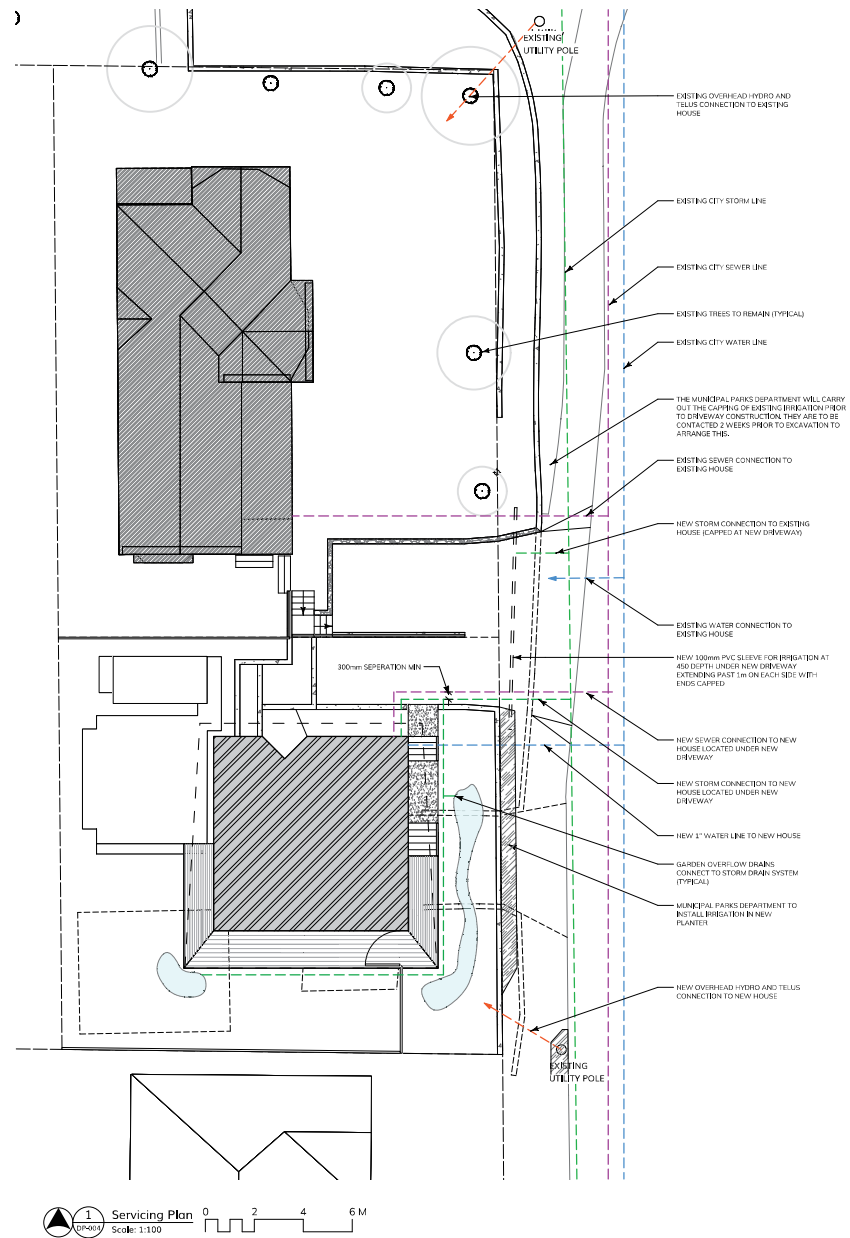 EXISTING
UTILITY POLE
EXISTING OVERHEAD HYDRO AND
TELUS CONNECTION TO EXISTING
HOUSE
EXISTING CITY STORM LINE
EXISTING CITY SEWER LINE
EXISTING TREES TO REMAIN (TYPICAL)
EXISTING CITY WATER LINE
THE MUNICIPAL PARKS DEPARTMENT WILL CARRY
OUT THE CAPPING OF EXISTING IRRIGATION PRIOR
TO DRIVEWAY CONSTRUCTION. THEY ARE TO BE
CONTACTED 2 WEEKS PRIOR TO EXCAVATION TO
ARRANGE THIS.
EXISTING SEWER CONNECTION TO
EXISTING HOUSE
NEW STORM CONNECTION TO EXISTING
HOUSE (CAPPED AT NEW DRIVEWAY)
EXISTING WATER CONNECTION TO
EXISTING HOUSE
NEW 100mm PVC SLEEVE FOR IRRIGATION AT
450 DEPTH UNDER NEW DRIVEWAY
EXTENDING PAST 1m ON EACH SIDE WITH
ENDS CAPPED
300mm SEPERATION MIN
NEW SEWER CONNECTION TO NEW
HOUSE LOCATED UNDER NEW
DRIVEWAY
NEW STORM CONNECTION TO NEW
HOUSE LOCATED UNDER NEW
DRIVEWAY
NEW 1" WATER LINE TO NEW HOUSE
GARDEN OVERFLOW DRAINS
CONNECT TO STORM DRAIN SYSTEM
(TYPICAL)
MUNICIPAL PARKS DEPARTMENT TO
INSTALL IRRIGATION IN NEW
PLANTER
NEW OVERHEAD HYDRO AND TELUS
CONNECTION TO NEW HOUSE
EXISTING
UTILITY POLE
1
DP-004
Servicing Plan
Scale: 1:100
0 2 4 6 M